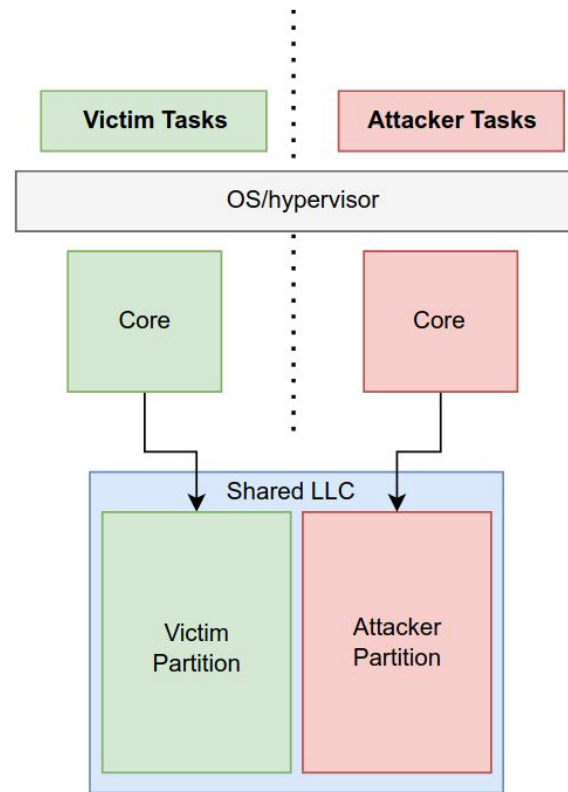 Victim Tasks
Attacker Tasks
OS/hypervisor
Core
Core
Shared LLC
Victim
Partition
Attacker
Partition